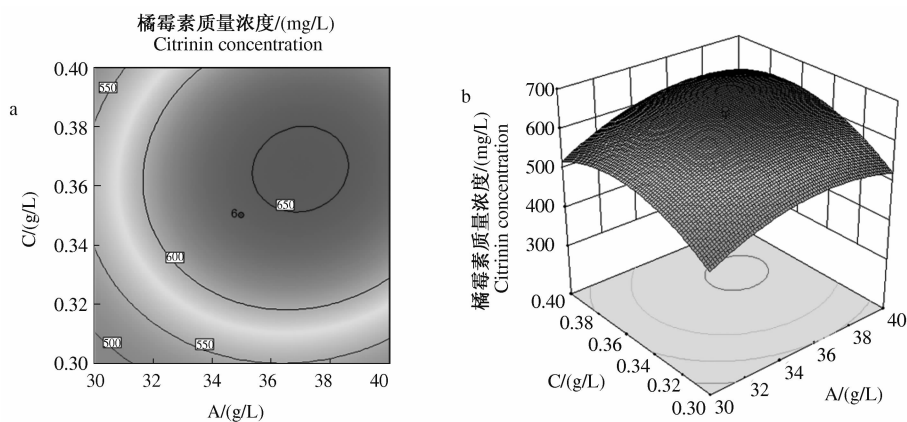 橘霉素质量浓度/(mg/L)
Citrinin concentration
a
C/(g/L)
0.40
0.38
0.36
0.34
0.32
0.30
550
650
6
600
500
550
30 32 34 36 38 40
A/(g/L)
b
橘霉素质量浓度/(mg/L)
Citrinin concentration
700
600
500
400
300
0.40
0.38
0.36
0.34
0.32
0.30
C/(g/L)
30
32
34
36
38
40
A/(g/L)